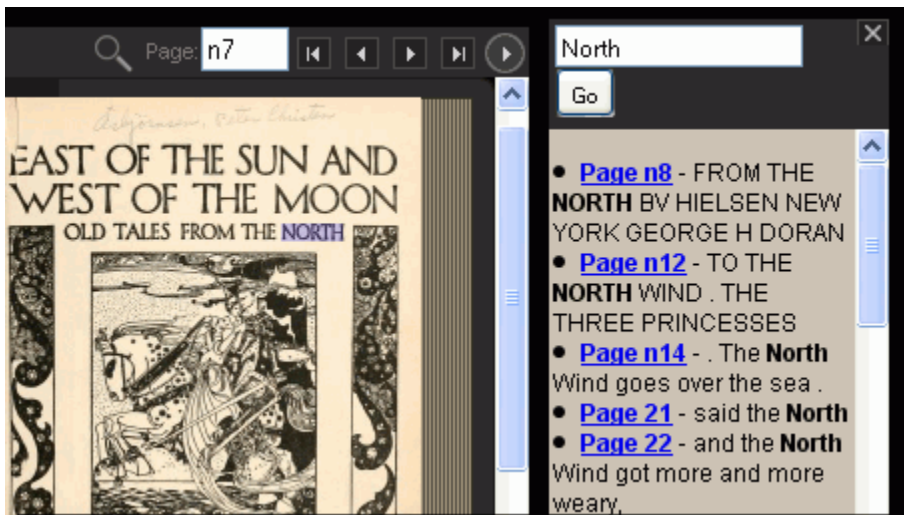 Page: n7
Asbjornsen, Peter Christen
EAST OF THE SUN AND
WEST OF THE MOON
OLD TALES FROM THE NORTH
North
Go
Page n8 - FROM THE
NORTH BV HIELSEN NEW
YORK GEORGE H DORAN
Page n12 - TO THE
NORTH WIND . THE
THREE PRINCESSES
Page n14 - . The North
Wind goes over the sea .
Page 21 - said the North
Page 22 - and the North
Wind got more and more
weary,